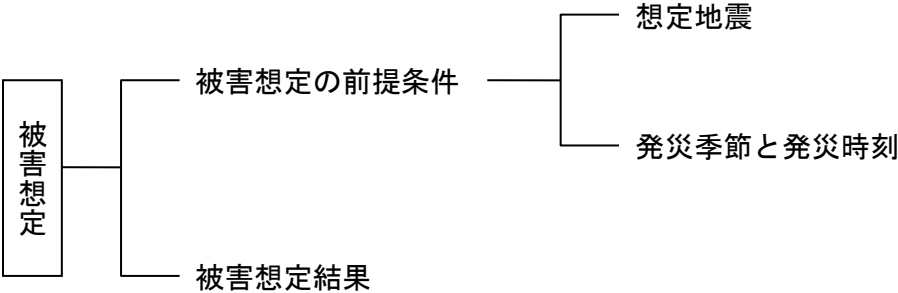 被害想定
被害想定の前提条件
想定地震
発災季節と発災時刻
被害想定結果